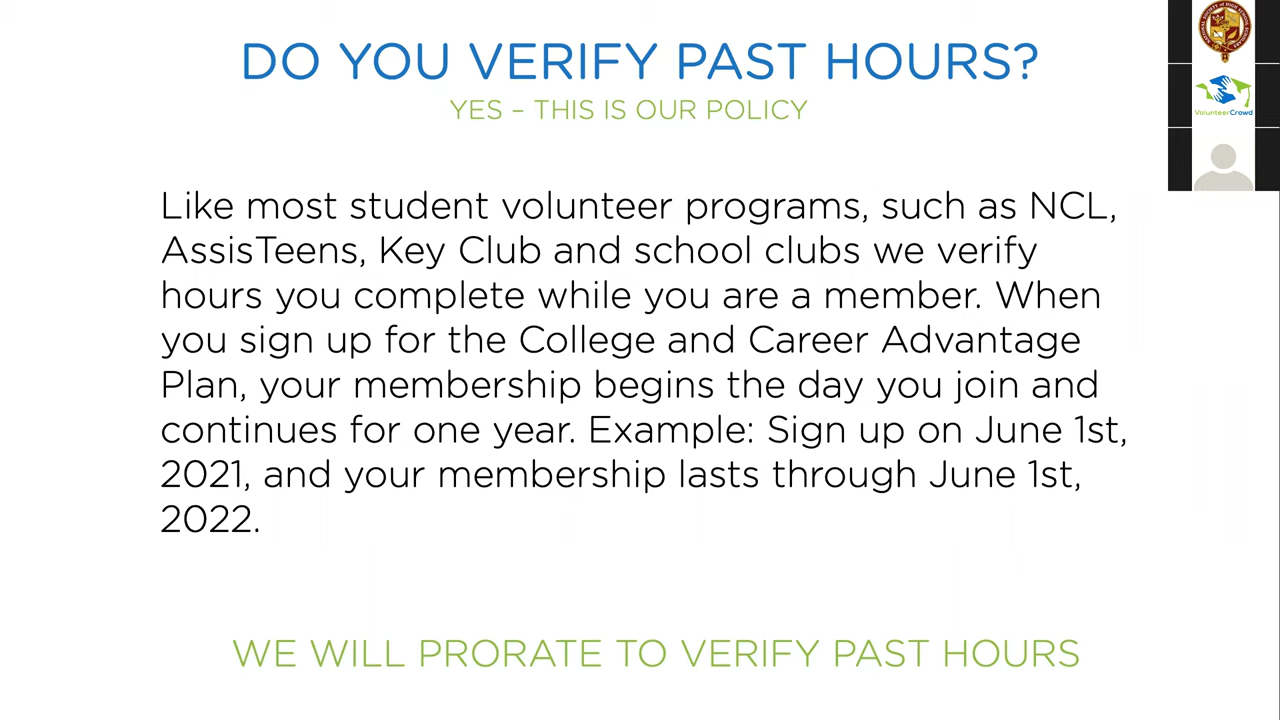 DO YOU VERIFY PAST HOURS?
YES – THIS IS OUR POLICY
VolunteerCrowd
Like most student volunteer programs, such as NCL,
AssisTeens, Key Club and school clubs we verify
hours you complete while you are a member. When
you sign up for the College and Career Advantage
Plan, your membership begins the day you join and
continues for one year. Example: Sign up on June 1st,
2021, and your membership lasts through June 1st,
2022.
WE WILL PRORATE TO VERIFY PAST HOURS